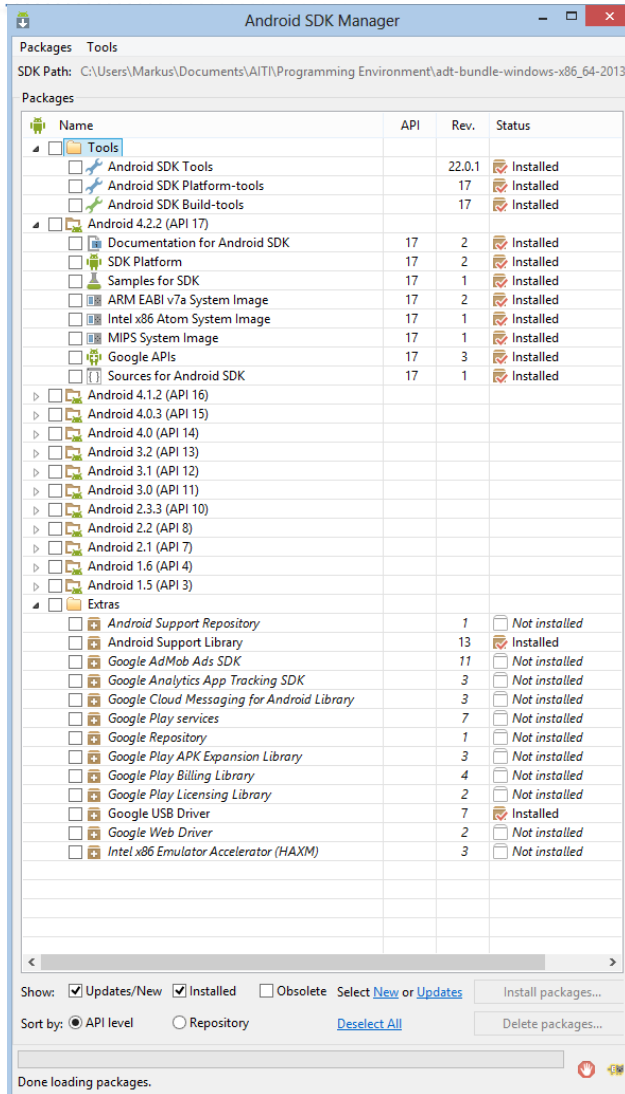 Android SDK Manager
Packages Tools
SDK Path: C:\Users\Markus\Documents\AITI\Programming Environment\adt-bundle-windows-x86_64-2013
Packages
Name API Rev. Status
Tools
Android SDK Tools 22.0.1 Installed
Android SDK Platform-tools 17 Installed
Android SDK Build-tools 17 Installed
Android 4.2.2 (API 17)
Documentation for Android SDK 17 2 Installed
SDK Platform 17 2 Installed
Samples for SDK 17 1 Installed
ARM EABI v7a System Image 17 2 Installed
Intel x86 Atom System Image 17 1 Installed
MIPS System Image 17 1 Installed
Google APIs 17 3 Installed
Sources for Android SDK 17 1 Installed
Android 4.1.2 (API 16)
Android 4.0.3 (API 15)
Android 4.0 (API 14)
Android 3.2 (API 13)
Android 3.1 (API 12)
Android 3.0 (API 11)
Android 2.3.3 (API 10)
Android 2.2 (API 8)
Android 2.1 (API 7)
Android 1.6 (API 4)
Android 1.5 (API 3)
Extras
Android Support Repository 1 Not installed
Android Support Library 13 Installed
Google AdMob Ads SDK 11 Not installed
Google Analytics App Tracking SDK 3 Not installed
Google Cloud Messaging for Android Library 3 Not installed
Google Play services 7 Not installed
Google Repository 1 Not installed
Google Play APK Expansion Library 3 Not installed
Google Play Billing Library 4 Not installed
Google Play Licensing Library 2 Not installed
Google USB Driver 7 Installed
Google Web Driver 2 Not installed
Intel x86 Emulator Accelerator (HAXM) 3 Not installed
Show: Updates/New Installed Obsolete Select New or Updates Install packages...
Sort by: API level Repository Deselect All Delete packages...
Done loading packages.